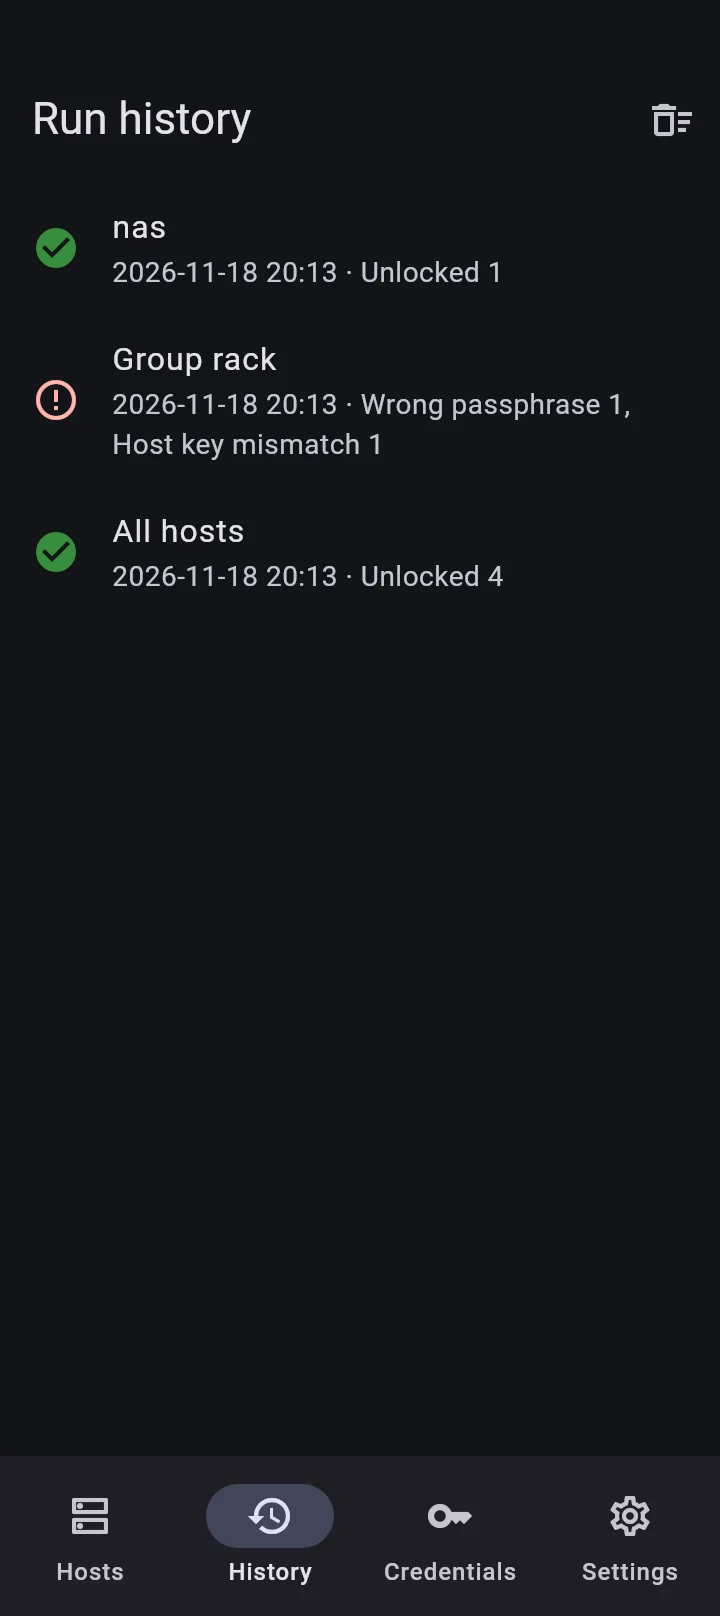 Run history
nas
2026-11-18 20:13 · Unlocked 1
Group rack
2026-11-18 20:13 · Wrong passphrase 1,
Host key mismatch 1
All hosts
2026-11-18 20:13 · Unlocked 4
Hosts
History
Credentials
Settings